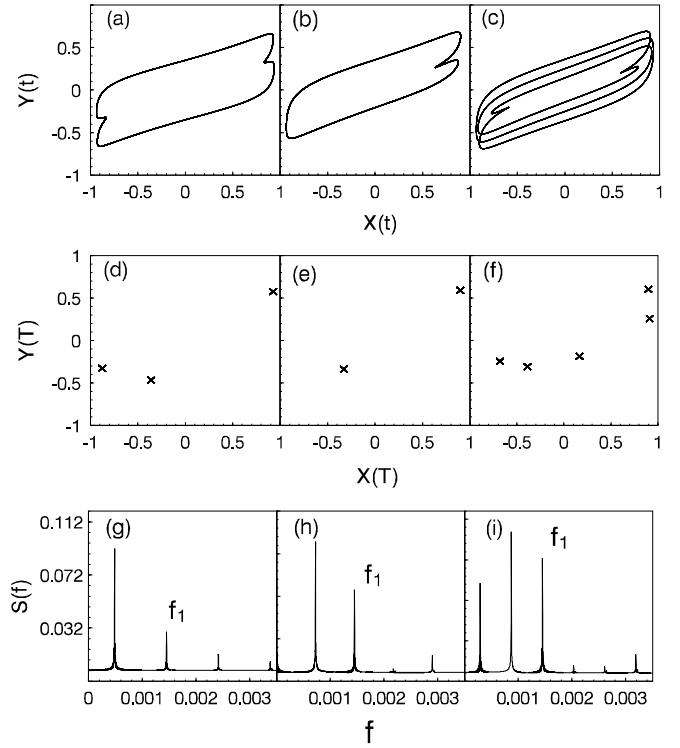 (a) (b) (c)
Y(t)
0.5
0
-0.5
-1
-1 -0.5 0 0.5 1 -0.5 0 0.5 1 -0.5 0 0.5 1
X(t)
(d) (e) (f)
Y(T)
1
0.5
0
-0.5
-1
-1 -0.5 0 0.5 1 -0.5 0 0.5 1 -0.5 0 0.5 1
X(T)
(g) (h) (i)
S(f)
0.112
0.072
0.032
f1 f1 f1
0 0.001 0.002 0.003 0.001 0.002 0.003 0.001 0.002 0.003
f